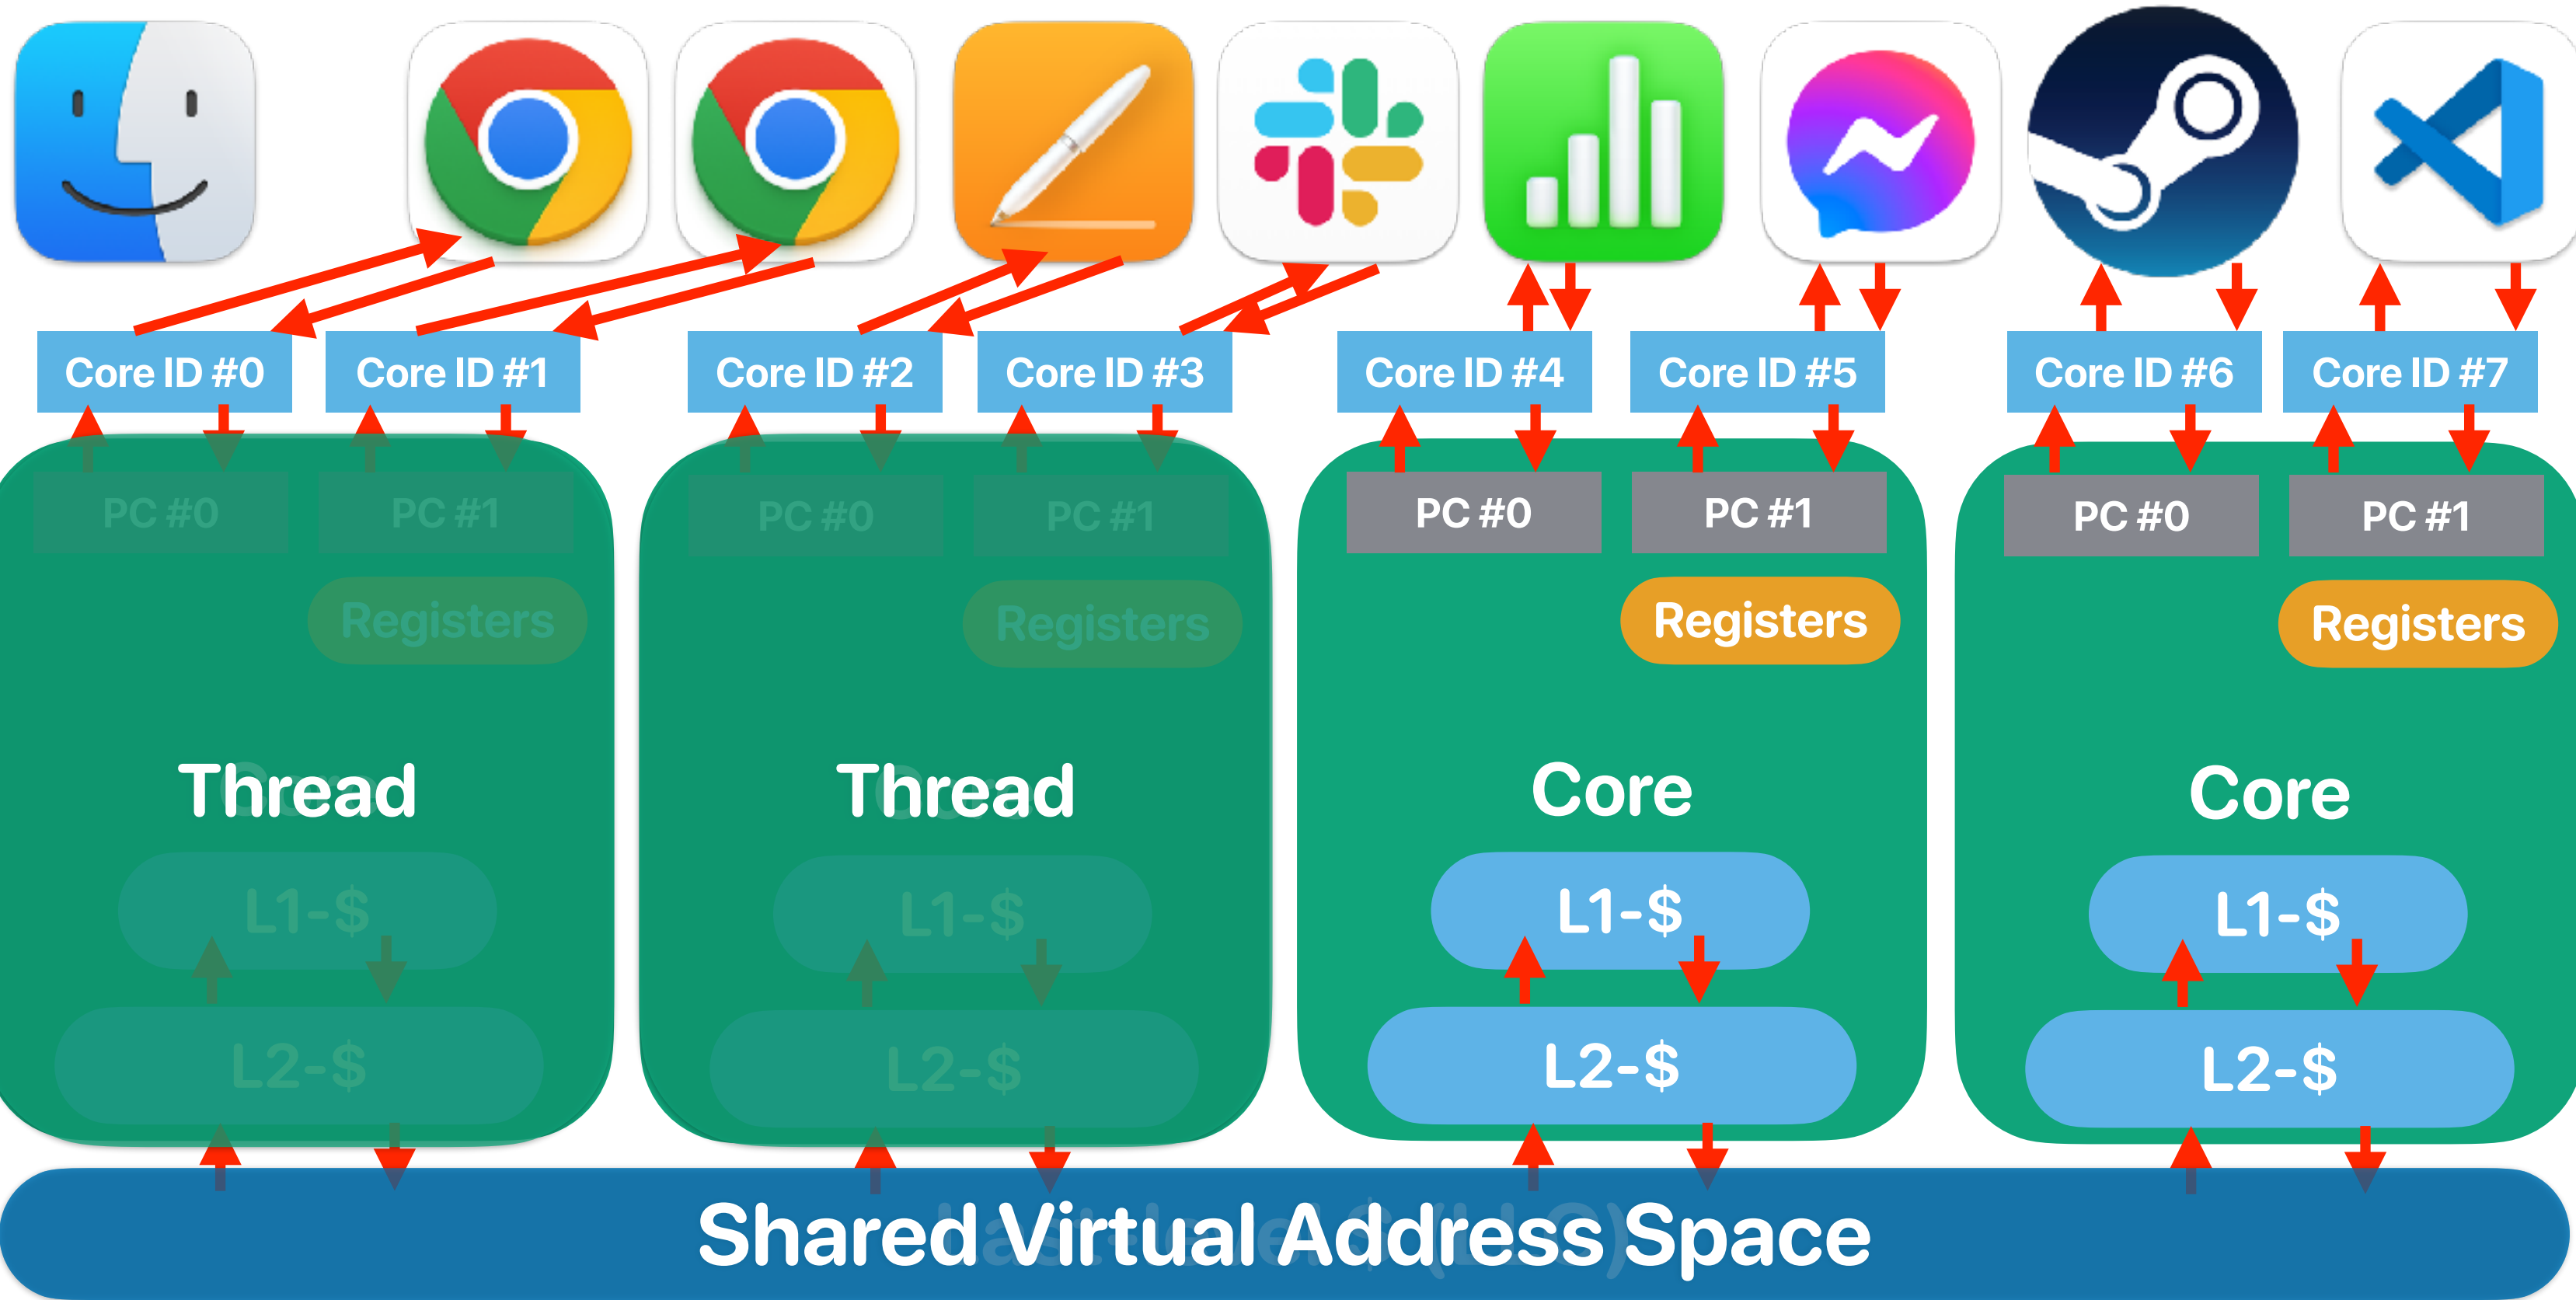 Core ID #0
Core ID #1
Core ID #2
Core ID #3
Core ID #4
Core ID #5
Core ID #6
Core ID #7
PC #0
PC #1
PC #0
PC #1
PC #0
PC #1
PC #0
PC #1
Registers
Registers
Registers
Registers
Thread
Thread
Core
Core
L1-$
L1-$
L1-$
L1-$
L2-$
L2-$
L2-$
L2-$
Shared Virtual Address Space